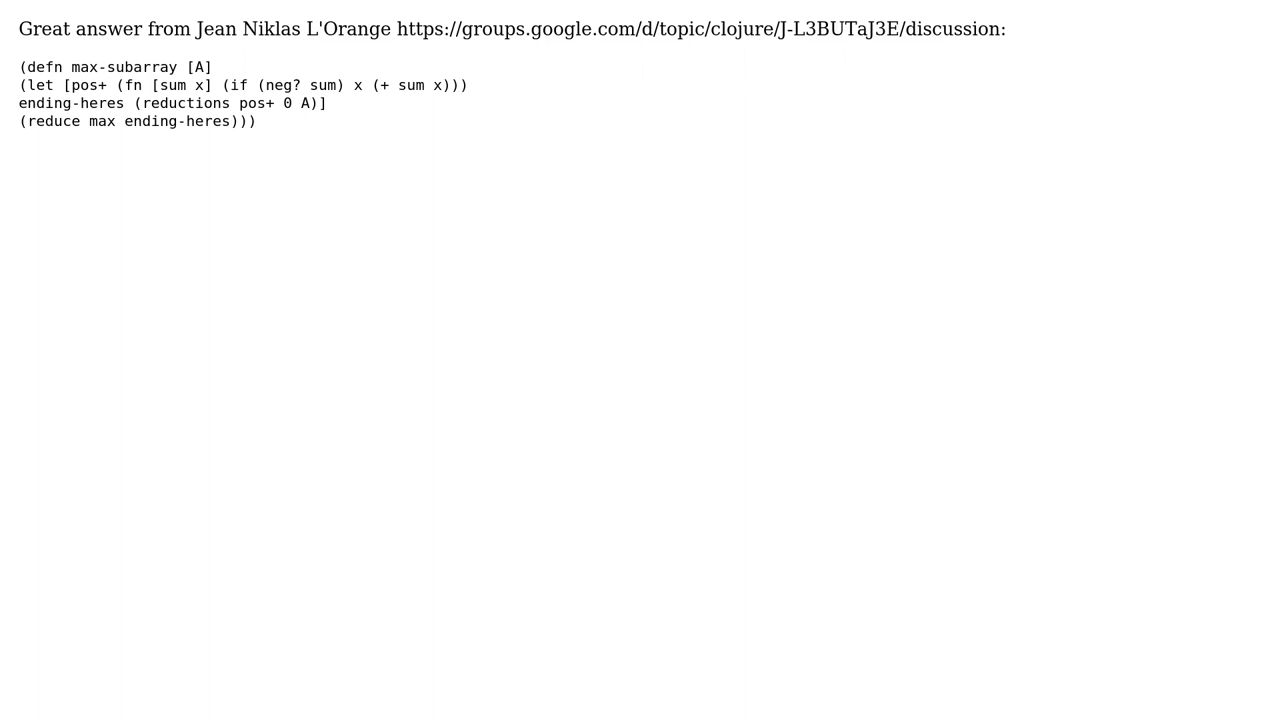 Great answer from Jean Niklas L'Orange https://groups.google.com/d/topic/clojure/J-L3BUTaJ3E/discussion:
(defn max-subarray [A]
(let [pos+ (fn [sum x] (if (neg? sum) x (+ sum x)))
ending-heres (reductions pos+ 0 A)]
(reduce max ending-heres)))